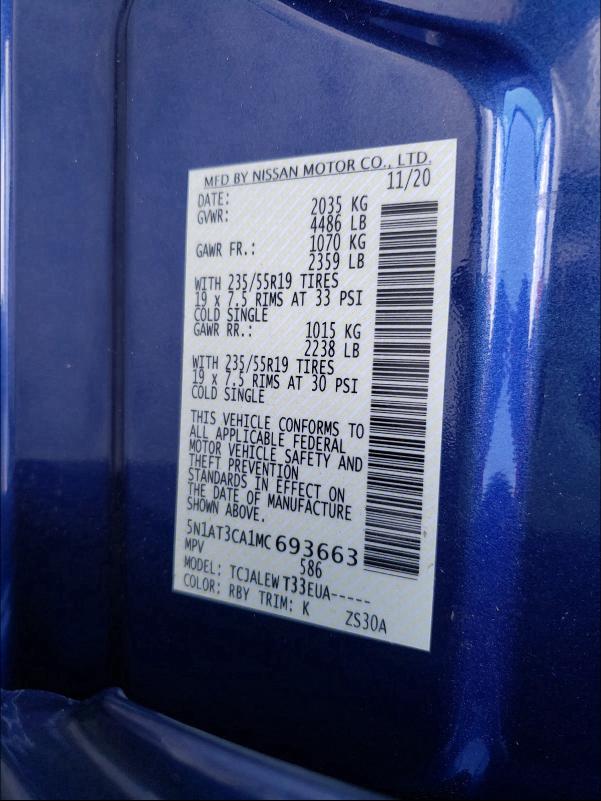 MFD BY NISSAN MOTOR CO., LTD.
DATE: 11/20
GVWR: 2035 KG
4486 LB
GAWR FR.: 1070 KG
2359 LB
WITH 235/55R19 TIRES
19 x 7.5 RIMS AT 33 PSI
COLD SINGLE
GAWR RR.: 1015 KG
2238 LB
WITH 235/55R19 TIRES
19 x 7.5 RIMS AT 30 PSI
COLD SINGLE
THIS VEHICLE CONFORMS TO
ALL APPLICABLE FEDERAL
MOTOR VEHICLE SAFETY AND
THEFT PREVENTION
STANDARDS IN EFFECT ON
THE DATE OF MANUFACTURE
SHOWN ABOVE.
5N1AT3CA1MC693663
MPV 586
MODEL: TCJALEWT33EUA-----
COLOR: RBY TRIM: K ZS30A